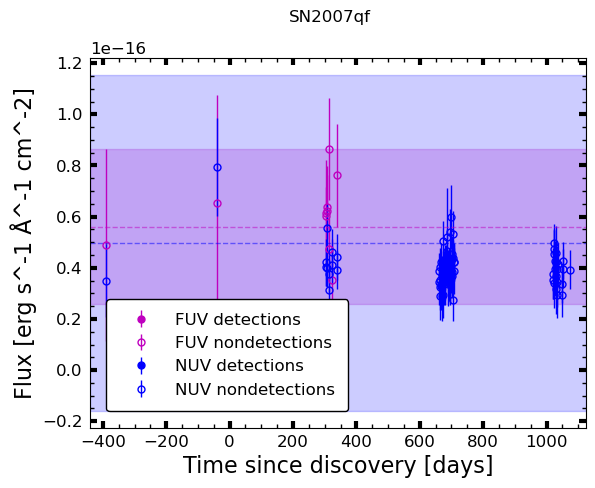 SN2007qf
1e−16
Flux [erg s^-1 Å^-1 cm^-2]
1.2
1.0
0.8
0.6
0.4
0.2
0.0
−0.2
FUV detections
FUV nondetections
NUV detections
NUV nondetections
−400 −200 0 200 400 600 800 1000
Time since discovery [days]